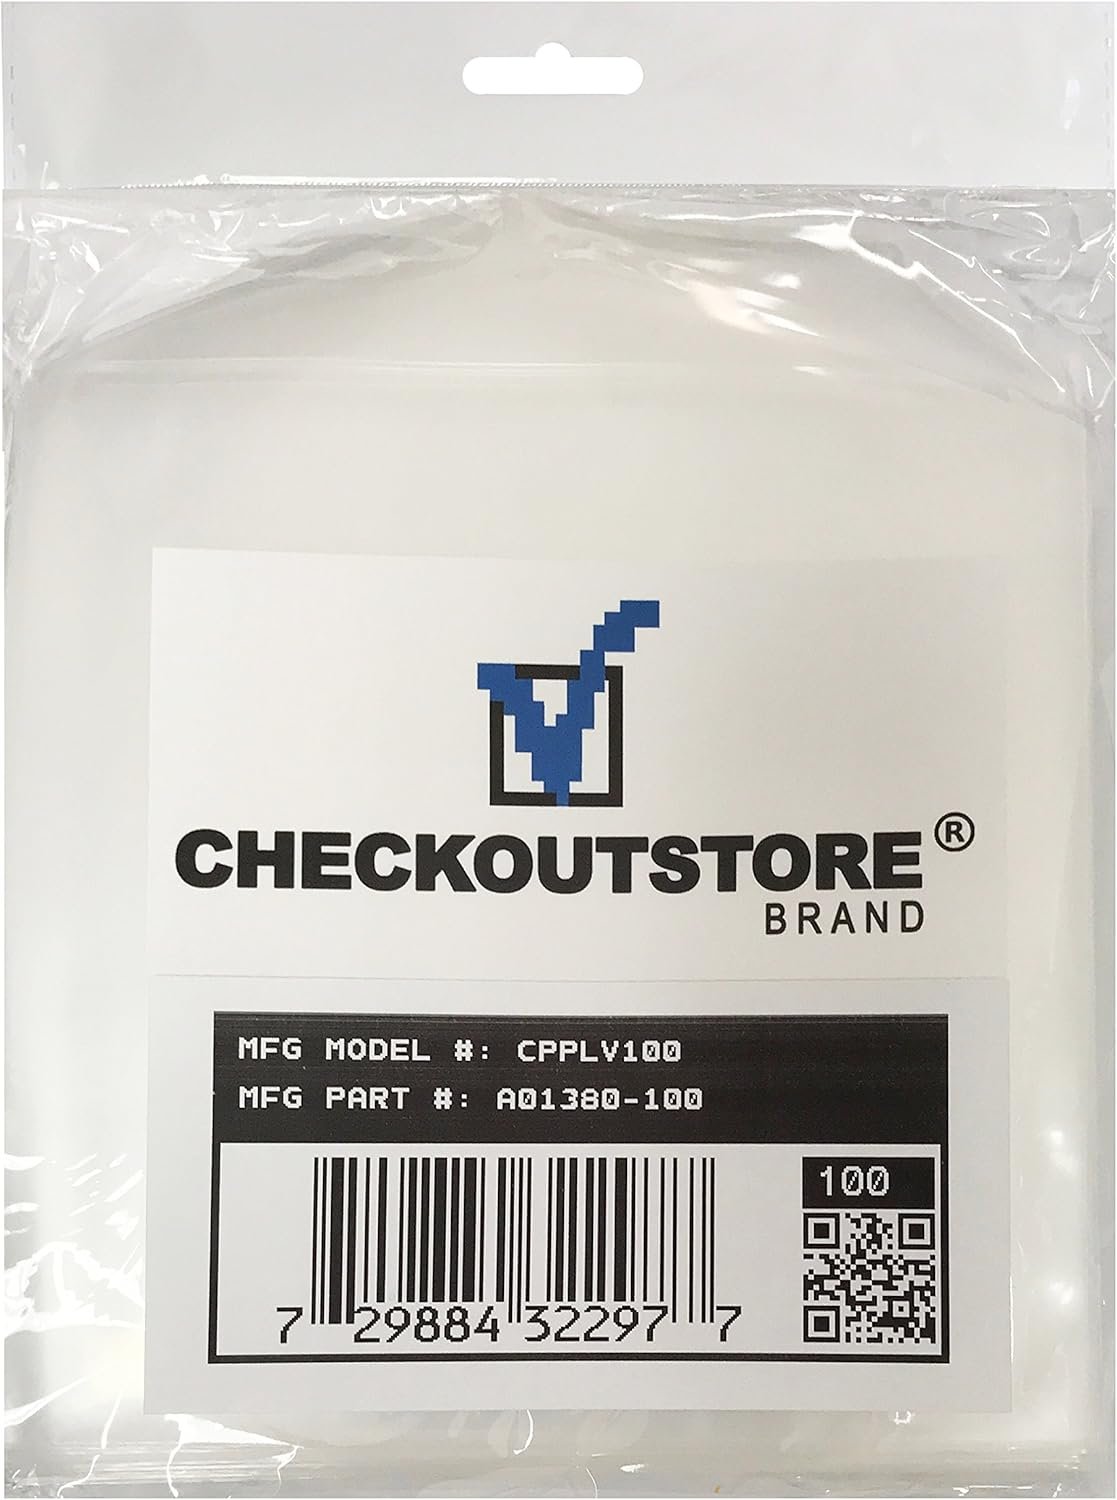 CHECKOUTSTORE®
BRAND
MFG MODEL #: CPPLV100
MFG PART #: A01380-100
100
7 29884 32297 7